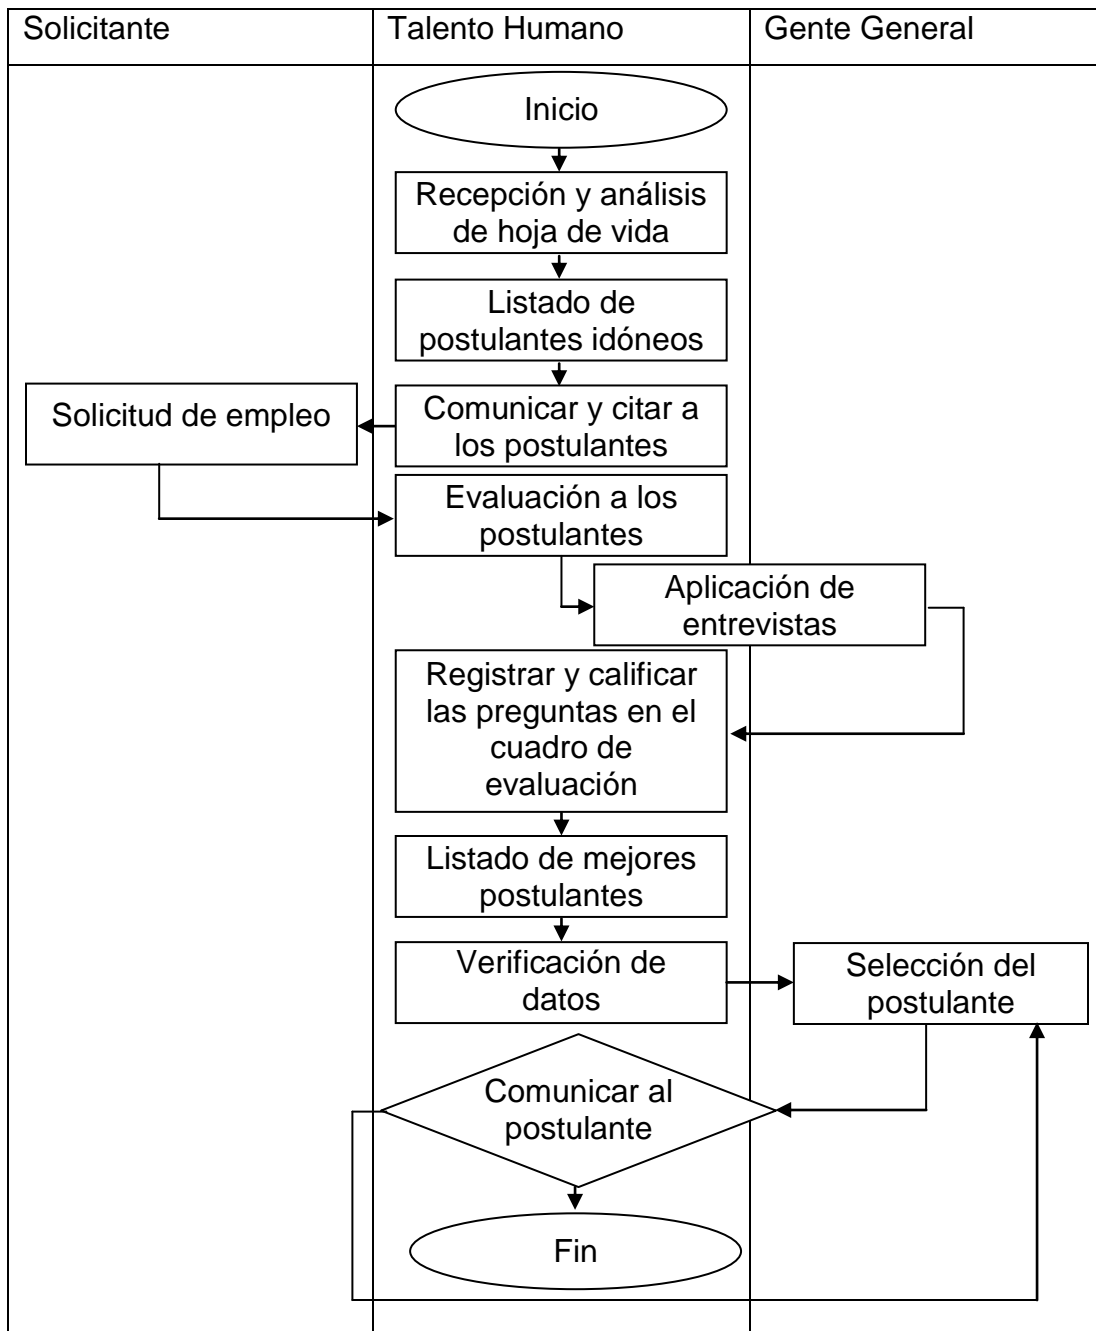 Solicitante
Talento Humano
Gente General
Inicio
Recepción y análisis
de hoja de vida
Listado de
postulantes idóneos
Solicitud de empleo
Comunicar y citar a
los postulantes
Evaluación a los
postulantes
Aplicación de
entrevistas
Registrar y calificar
las preguntas en el
cuadro de
evaluación
Listado de mejores
postulantes
Verificación de
datos
Selección del
postulante
Comunicar al
postulante
Fin